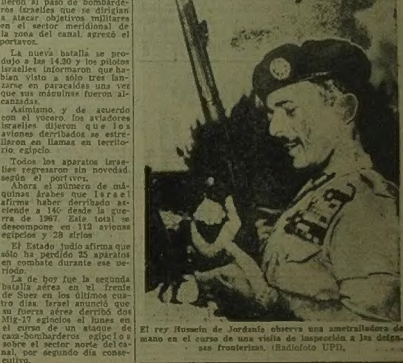 lieron al paso de bombarde-
ros israelíes que se dirigían
a atacar objetivos militares
en el sector meridional de
la zona del canal, agregó el
portavoz.
La nueva batalla se pro-
dujo a las 14.20 y los pilotos
israelíes informaron que ha-
bían visto a sólo tres lan-
zarse en paracaídas una vez
que sus máquinas fueron al-
canzadas.
Asimismo, y de acuerdo
con el vocero, los aviadores
israelíes dijeron que los
aviones derribados se estre-
llaron en llamas en territo-
rio egipcio.
Todos los aparatos israe-
líes regresaron sin novedad,
según el portavoz.
Ahora el número de má-
quinas árabes que Israel
afirma haber derribado as-
ciende a 140 desde la gue-
rra de 1967. Este total se
descompone en 112 aviones
egipcios y 28 sirios.
El Estado judío afirma que
sólo ha perdido 25 aparatos
en combate durante ese pe-
ríodo.
La de hoy fue la segunda
batalla aérea en el frente
de Suez en los últimos cua-
tro días. Israel anunció que
su fuerza aérea derribó dos
Mig-17 egipcios el lunes en
el curso de un ataque de
caza-bombarderos egipcios
sobre el sector norte del ca-
nal, por segundo día conse-
cutivo.
El rey Hussein de Jordania observa una ametralladora de
mano en el curso de una visita de inspección a las defen-
sas fronterizas. (Radiofoto UPI).